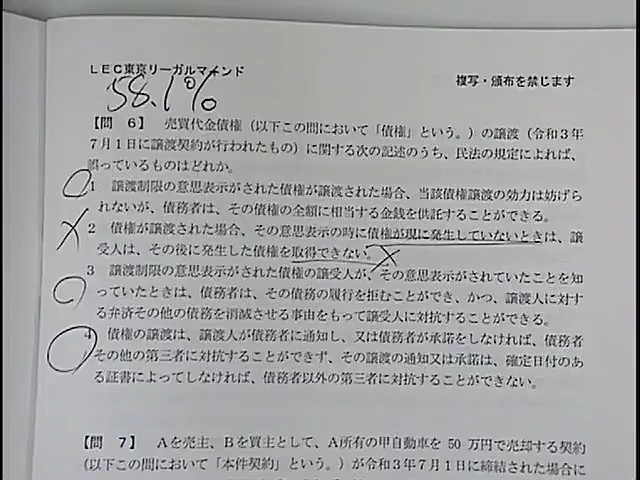 LEC東京リーガルマインド
複写・頒布を禁じます
58.1%
【問 6】 売買代金債権（以下この問において「債権」という。）の譲渡（令和3年
7月1日に譲渡契約が行われたもの）に関する次の記述のうち、民法の規定によれば、
誤っているものはどれか。
○1 譲渡制限の意思表示がされた債権が譲渡された場合、当該債権譲渡の効力は妨げら
れないが、債務者は、その債権の全額に相当する金銭を供託することができる。
×2 債権が譲渡された場合、その意思表示の時に債権が現に発生していないときは、譲
受人は、その後に発生した債権を取得できない。×
○3 譲渡制限の意思表示がされた債権の譲受人が、その意思表示がされていたことを知
っていたときは、債務者は、その債務の履行を拒むことができ、かつ、譲渡人に対す
る弁済その他の債務を消滅させる事由をもって譲受人に対抗することができる。
○4 債権の譲渡は、譲渡人が債務者に通知し、又は債務者が承諾をしなければ、債務者
その他の第三者に対抗することができず、その譲渡の通知又は承諾は、確定日付のあ
る証書によってしなければ、債務者以外の第三者に対抗することができない。
【問 7】 Aを売主、Bを買主として、A所有の甲自動車を 50 万円で売却する契約
（以下この問において「本件契約」という。）が令和3年7月1日に締結された場合に